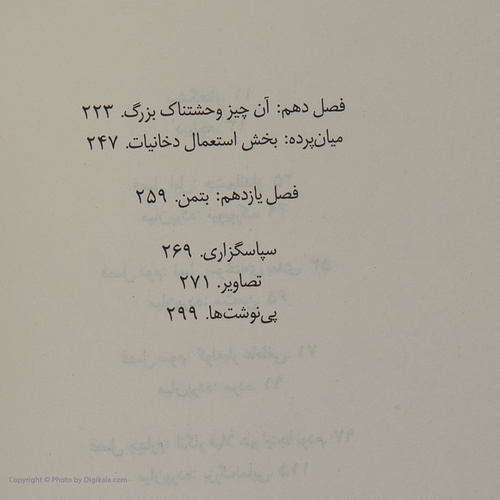 فصل دهم: آن چیز وحشتناک بزرگ. ۲۲۳
میان‌پرده: بخش استعمال دخانیات. ۲۴۷
فصل یازدهم: بتمن. ۲۵۹
سپاسگزاری. ۲۶۹
تصاویر. ۲۷۱
پی‌نوشت‌ها. ۲۹۹
Copyright © Photo by Digikala.com